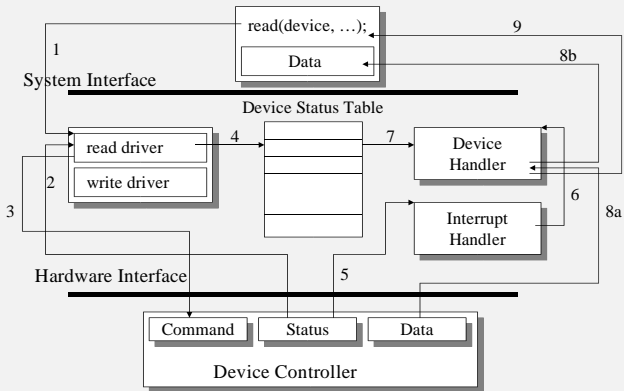 read(device, …);
9
1
Data
8b
System Interface
Device Status Table
read driver
4
7
Device
Handler
write driver
2
3
6
8a
Interrupt
Handler
5
Hardware Interface
Command
Status
Data
Device Controller